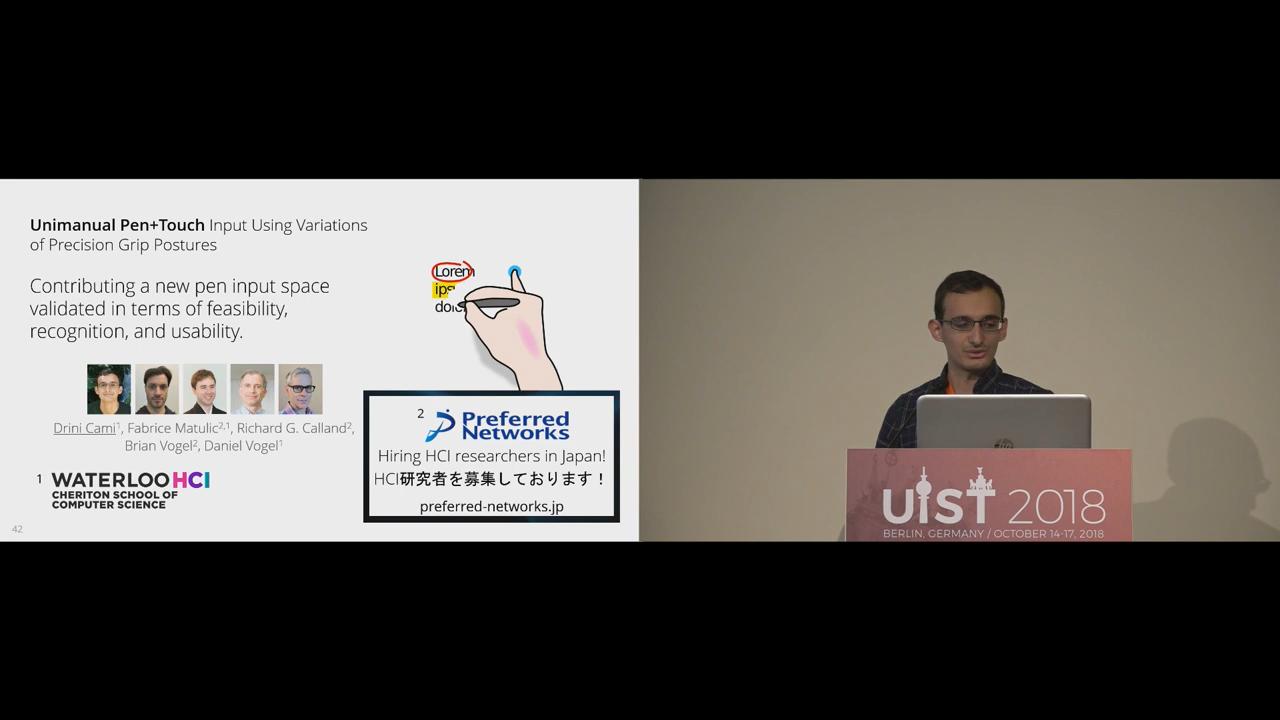 Unimanual Pen+Touch Input Using Variations
of Precision Grip Postures
Contributing a new pen input space
validated in terms of feasibility,
recognition, and usability.
Lorem
ips
dolo
Drini Cami¹, Fabrice Matulic²,¹, Richard G. Calland²,
Brian Vogel², Daniel Vogel¹
1 WATERLOO HCI
CHERITON SCHOOL OF
COMPUTER SCIENCE
2 Preferred
Networks
Hiring HCI researchers in Japan!
HCI研究者を募集しております!
preferred-networks.jp
42
UIST 2018
BERLIN, GERMANY / OCTOBER 14-17, 2018